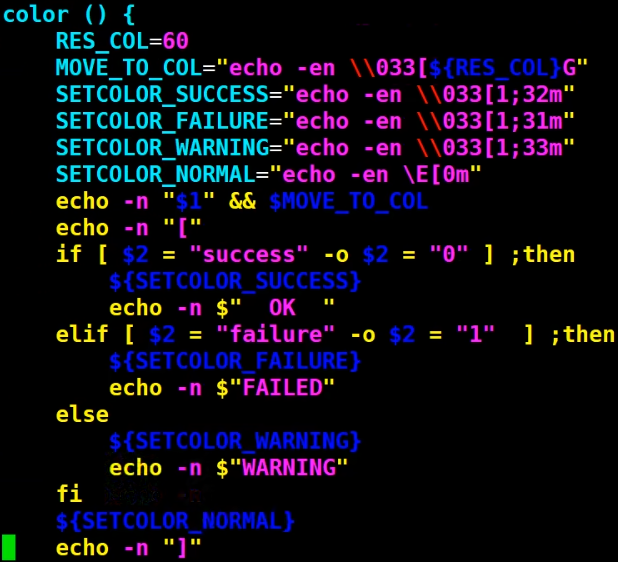 color () {
    RES_COL=60
    MOVE_TO_COL="echo -en \\033[${RES_COL}G"
    SETCOLOR_SUCCESS="echo -en \\033[1;32m"
    SETCOLOR_FAILURE="echo -en \\033[1;31m"
    SETCOLOR_WARNING="echo -en \\033[1;33m"
    SETCOLOR_NORMAL="echo -en \E[0m"
    echo -n "$1" && $MOVE_TO_COL
    echo -n "["
    if [ $2 = "success" -o $2 = "0" ] ;then
        ${SETCOLOR_SUCCESS}
        echo -n $"  OK  "
    elif [ $2 = "failure" -o $2 = "1"  ] ;then
        ${SETCOLOR_FAILURE}
        echo -n $"FAILED"
    else
        ${SETCOLOR_WARNING}
        echo -n $"WARNING"
    fi
    ${SETCOLOR_NORMAL}
    echo -n "]"